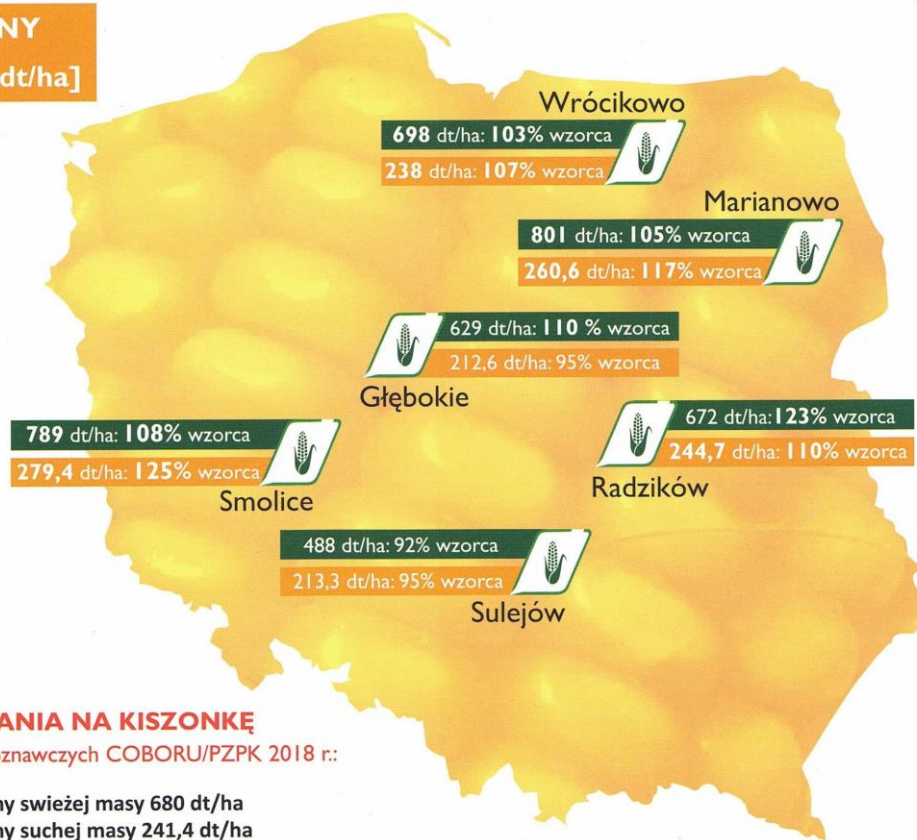 NY
dt/ha]
Wrócikowo
698 dt/ha: 103% wzorca
238 dt/ha: 107% wzorca
Marianowo
801 dt/ha: 105% wzorca
260,6 dt/ha: 117% wzorca
629 dt/ha: 110 % wzorca
212,6 dt/ha: 95% wzorca
Głębokie
789 dt/ha: 108% wzorca
279,4 dt/ha: 125% wzorca
Smolice
672 dt/ha: 123% wzorca
244,7 dt/ha: 110% wzorca
Radzików
488 dt/ha: 92% wzorca
213,3 dt/ha: 95% wzorca
Sulejów
ANIA NA KISZONKĘ
oznawczych COBORU/PZPK 2018 r.:
ny swieżej masy 680 dt/ha
ny suchej masy 241,4 dt/ha